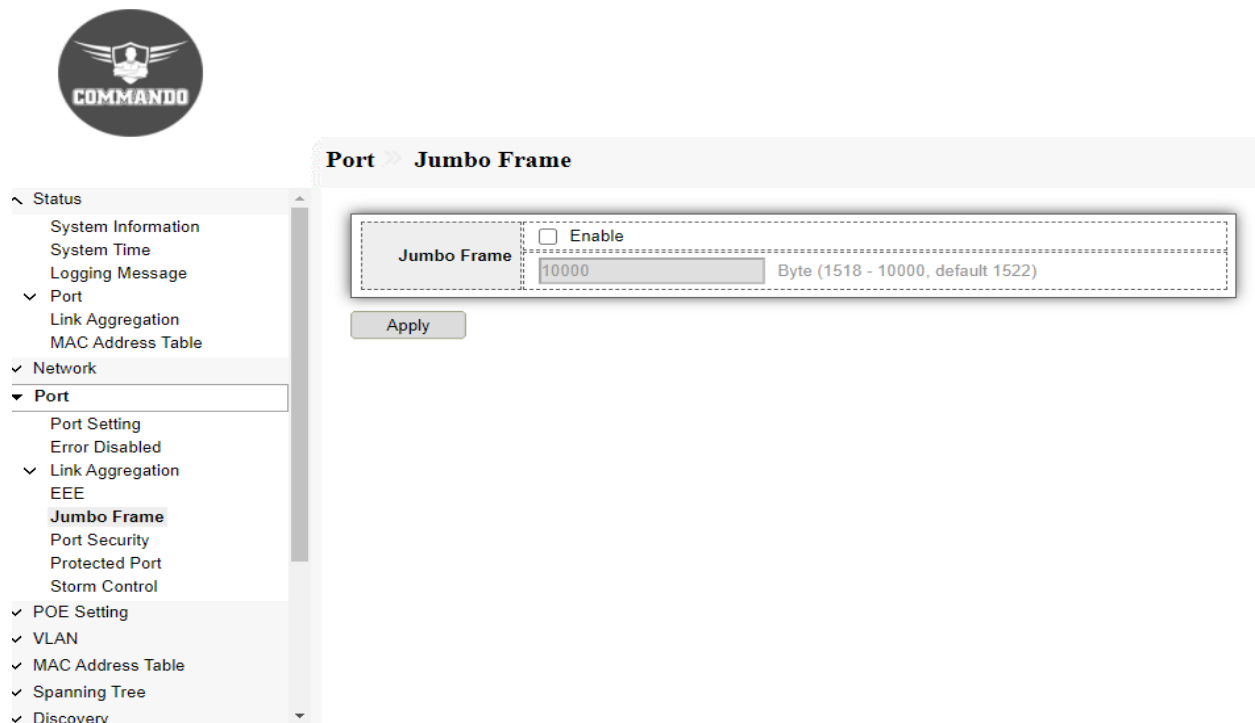 COMMANDO
Port » Jumbo Frame
Status
System Information
System Time
Logging Message
Port
Link Aggregation
MAC Address Table
Network
Port
Port Setting
Error Disabled
Link Aggregation
EEE
Jumbo Frame
Port Security
Protected Port
Storm Control
POE Setting
VLAN
MAC Address Table
Spanning Tree
Discovery
Jumbo Frame
Enable
10000 Byte (1518 - 10000, default 1522)
Apply